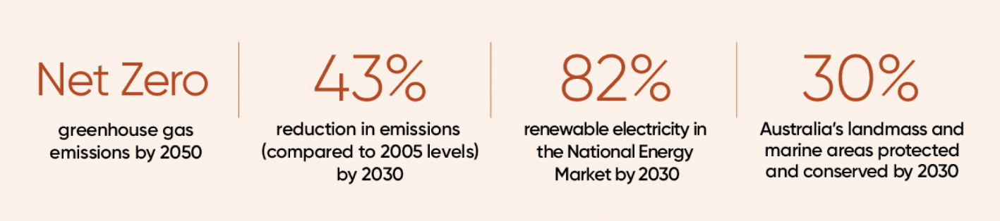 Net Zero
greenhouse gas
emissions by 2050
43%
reduction in emissions
(compared to 2005 levels)
by 2030
82%
renewable electricity in
the National Energy
Market by 2030
30%
Australia's landmass and
marine areas protected
and conserved by 2030